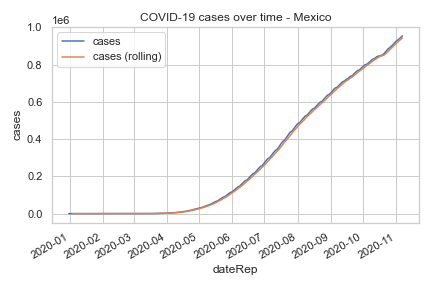 COVID-19 cases over time - Mexico
1e6
cases
cases (rolling)
1.0
0.8
0.6
0.4
0.2
0.0
cases
2020-01
2020-02
2020-03
2020-04
2020-05
2020-06
2020-07
2020-08
2020-09
2020-10
2020-11
dateRep